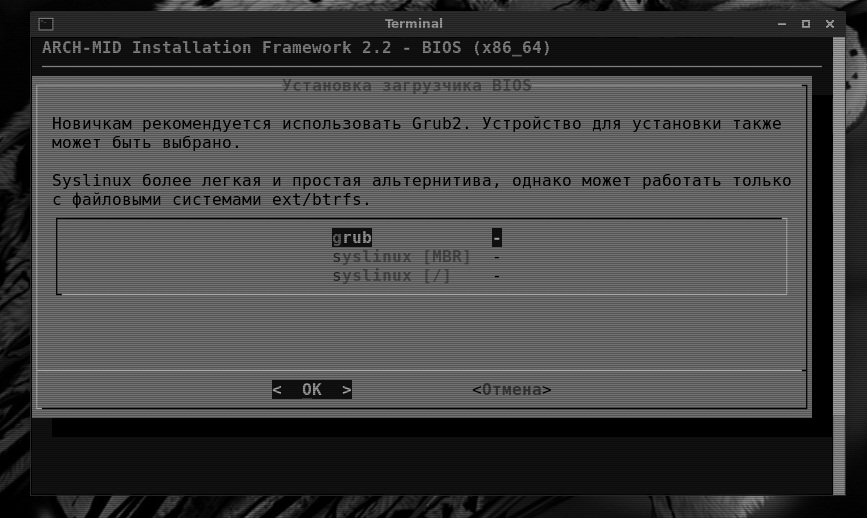 Terminal
ARCH-MID Installation Framework 2.2 - BIOS (x86_64)
Установка загрузчика BIOS
Новичкам рекомендуется использовать Grub2. Устройство для установки также
может быть выбрано.
Syslinux более легкая и простая альтернитива, однако может работать только
с файловыми системами ext/btrfs.
grub -
syslinux [MBR] -
syslinux [/] -
< OK > <Отмена>